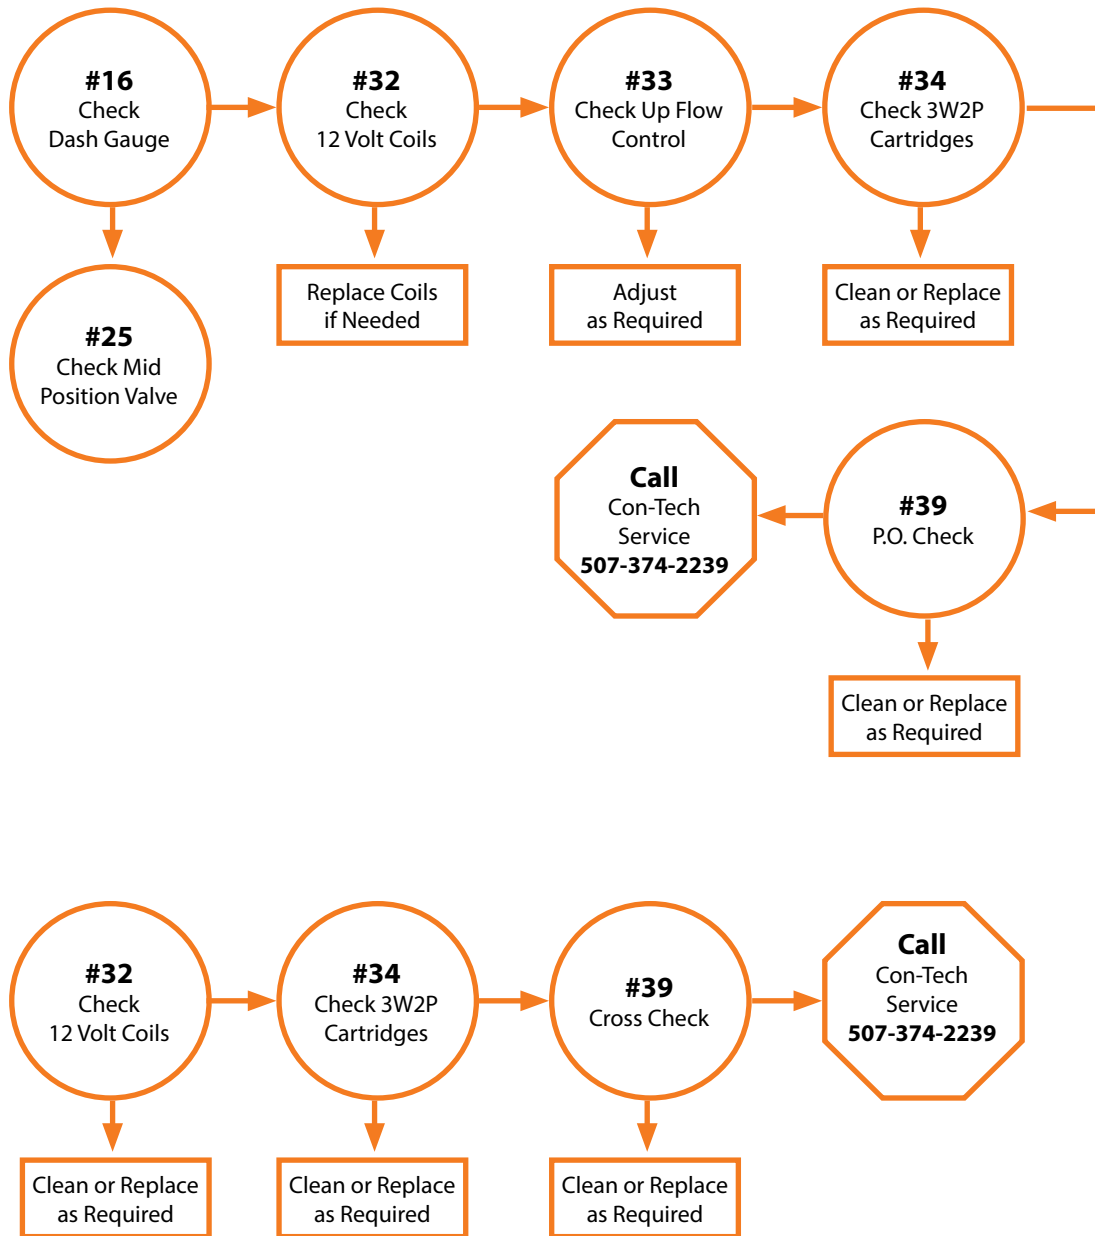 #16
Check
Dash Gauge
#32
Check
12 Volt Coils
#33
Check Up Flow
Control
#34
Check 3W2P
Cartridges
#25
Check Mid
Position Valve
Replace Coils
if Needed
Adjust
as Required
Clean or Replace
as Required
Call
Con-Tech
Service
507-374-2239
#39
P.O. Check
Clean or Replace
as Required
#32
Check
12 Volt Coils
#34
Check 3W2P
Cartridges
#39
Cross Check
Call
Con-Tech
Service
507-374-2239
Clean or Replace
as Required
Clean or Replace
as Required
Clean or Replace
as Required